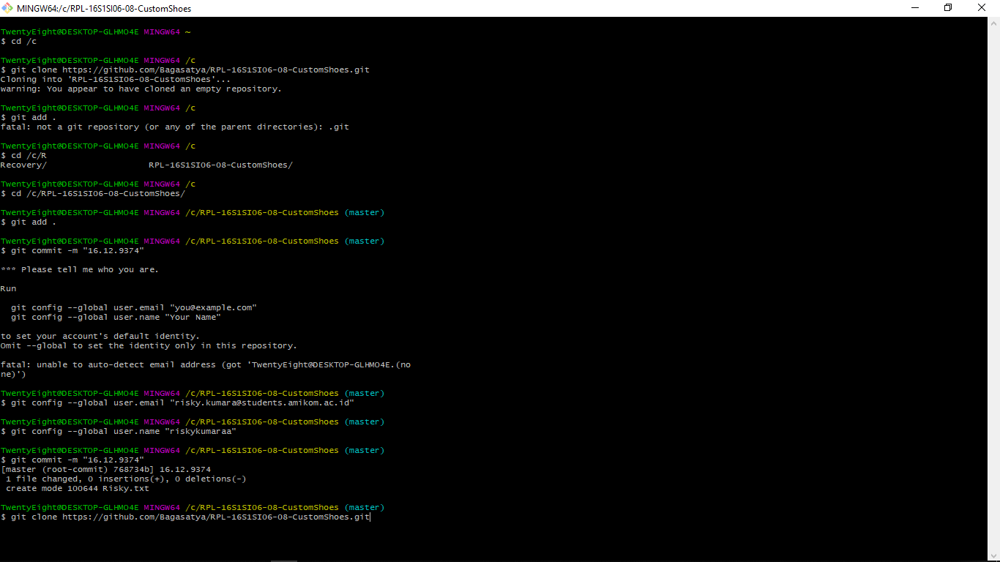 MINGW64:/c/RPL-16S1SI06-08-CustomShoes
TwentyEight@DESKTOP-GLHMO4E MINGW64 ~
$ cd /c
TwentyEight@DESKTOP-GLHMO4E MINGW64 /c
$ git clone https://github.com/Bagasatya/RPL-16S1SI06-08-CustomShoes.git
Cloning into 'RPL-16S1SI06-08-CustomShoes'...
warning: You appear to have cloned an empty repository.
TwentyEight@DESKTOP-GLHMO4E MINGW64 /c
$ git add .
fatal: not a git repository (or any of the parent directories): .git
TwentyEight@DESKTOP-GLHMO4E MINGW64 /c
$ cd /c/R
Recovery/                    RPL-16S1SI06-08-CustomShoes/
TwentyEight@DESKTOP-GLHMO4E MINGW64 /c
$ cd /c/RPL-16S1SI06-08-CustomShoes/
TwentyEight@DESKTOP-GLHMO4E MINGW64 /c/RPL-16S1SI06-08-CustomShoes (master)
$ git add .
TwentyEight@DESKTOP-GLHMO4E MINGW64 /c/RPL-16S1SI06-08-CustomShoes (master)
$ git commit -m "16.12.9374"
*** Please tell me who you are.
Run
  git config --global user.email "you@example.com"
  git config --global user.name "Your Name"
to set your account's default identity.
Omit --global to set the identity only in this repository.
fatal: unable to auto-detect email address (got 'TwentyEight@DESKTOP-GLHMO4E.(no
ne)')
TwentyEight@DESKTOP-GLHMO4E MINGW64 /c/RPL-16S1SI06-08-CustomShoes (master)
$ git config --global user.email "risky.kumara@students.amikom.ac.id"
TwentyEight@DESKTOP-GLHMO4E MINGW64 /c/RPL-16S1SI06-08-CustomShoes (master)
$ git config --global user.name "riskykumaraa"
TwentyEight@DESKTOP-GLHMO4E MINGW64 /c/RPL-16S1SI06-08-CustomShoes (master)
$ git commit -m "16.12.9374"
[master (root-commit) 768734b] 16.12.9374
 1 file changed, 0 insertions(+), 0 deletions(-)
 create mode 100644 Risky.txt
TwentyEight@DESKTOP-GLHMO4E MINGW64 /c/RPL-16S1SI06-08-CustomShoes (master)
$ git clone https://github.com/Bagasatya/RPL-16S1SI06-08-CustomShoes.git